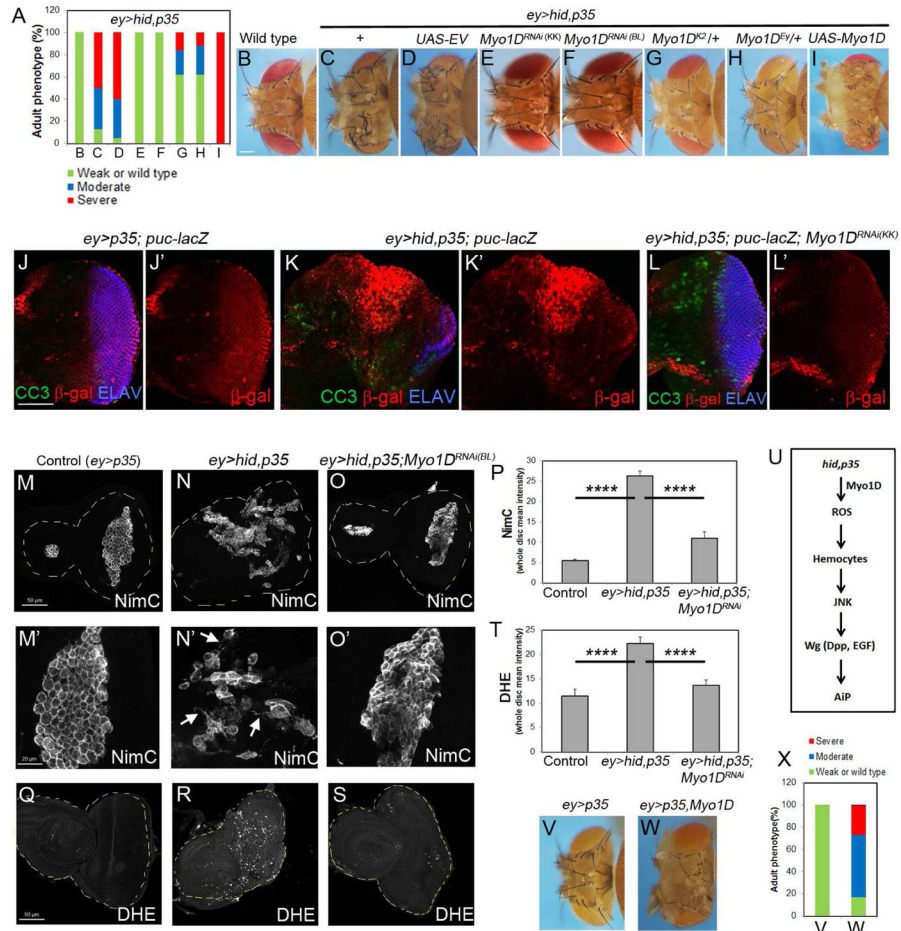 A
ey>hid,p35
Adult phenotype (%)
120
100
80
60
40
20
0
B C D E F G H I
Weak or wild type
Moderate
Severe
ey>hid,p35
Wild type + UAS-EV Myo1D RNAi (KK) Myo1D RNAi (BL) Myo1D K2/+ Myo1D Ey/+ UAS-Myo1D
B C D E F G H I
ey>p35; puc-lacZ
J J'
CC3 β-gal ELAV β-gal
ey>hid,p35; puc-lacZ
K K'
CC3 β-gal ELAV β-gal
ey>hid,p35; puc-lacZ; Myo1D RNAi(KK)
L L'
CC3 β-gal ELAV β-gal
Control (ey>p35) ey>hid,p35 ey>hid,p35;Myo1D RNAi(BL)
M N O
50 µm
NimC NimC NimC
M' N' O'
20 µm
NimC NimC NimC
Q R S
50 µm
DHE DHE DHE
P
NimC
(whole disc mean intensity)
30
25
20
15
10
5
0
**** ****
Control ey>hid,p35 ey>hid,p35;
Myo1D RNAi
T
DHE
(whole disc mean intensity)
25
20
15
10
5
0
**** ****
Control ey>hid,p35 ey>hid,p35;
Myo1D RNAi
U
hid,p35
Myo1D
ROS
Hemocytes
JNK
Wg (Dpp, EGF)
AiP
ey>p35 ey>p35,Myo1D
V W
X
Severe
Moderate
Weak or wild type
Adult phenotype(%)
120
100
80
60
40
20
0
V W